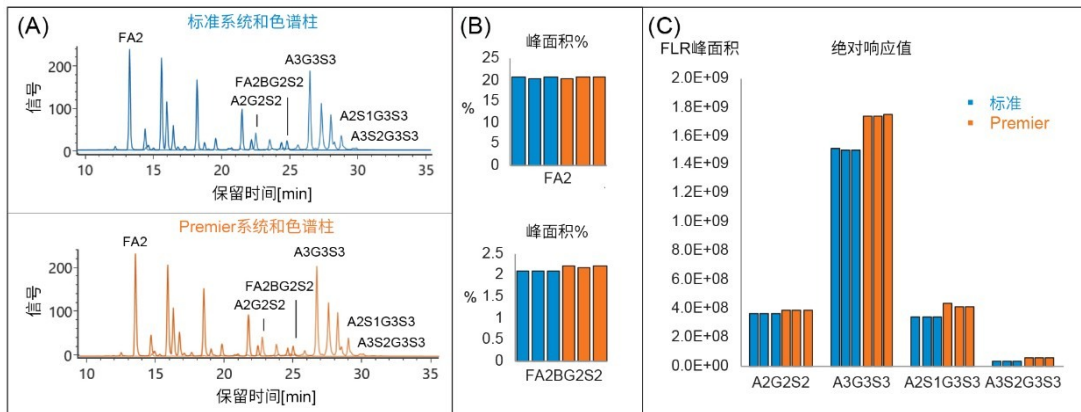 (A)
标准系统和色谱柱
信号
200
100
0
FA2
A2G2S2
FA2BG2S2
A3G3S3
A2S1G3S3
A3S2G3S3
10 15 20 25 30 35
保留时间[min]
Premier系统和色谱柱
信号
200
100
0
FA2
A2G2S2
FA2BG2S2
A3G3S3
A2S1G3S3
A3S2G3S3
10 15 20 25 30 35
保留时间[min]
(B)
峰面积%
%
25
20
15
10
5
0
FA2
峰面积%
%
2.5
2
1.5
1
0.5
0
FA2BG2S2
(C)
FLR峰面积
绝对响应值
2.0E+09
1.8E+09
1.6E+09
1.4E+09
1.2E+09
1.0E+09
8.0E+08
6.0E+08
4.0E+08
2.0E+08
0.0E+00
标准
Premier
A2G2S2 A3G3S3 A2S1G3S3 A3S2G3S3